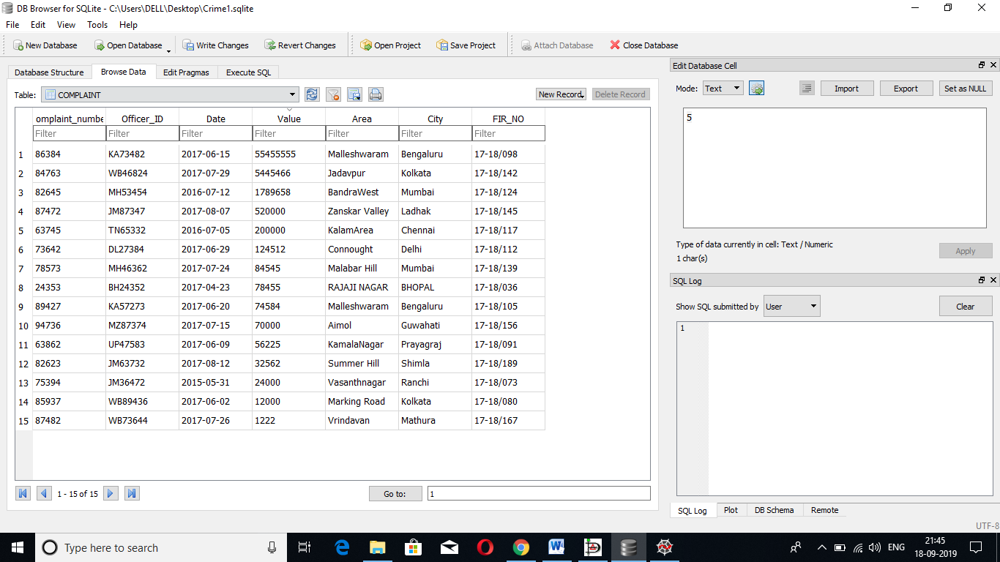 DB Browser for SQLite - C:\Users\DELL\Desktop\Crime1.sqlite
File Edit View Tools Help
New Database Open Database Write Changes Revert Changes Open Project Save Project Attach Database Close Database
Database Structure Browse Data Edit Pragmas Execute SQL
Table: COMPLAINT New Record Delete Record
omplaint_numbe Officer_ID Date Value Area City FIR_NO
Filter Filter Filter Filter Filter Filter Filter
1 86384 KA73482 2017-06-15 55455555 Malleshwaram Bengaluru 17-18/098
2 84763 WB46824 2017-07-29 5445466 Jadavpur Kolkata 17-18/142
3 82645 MH53454 2016-07-12 1789658 BandraWest Mumbai 17-18/124
4 87472 JM87347 2017-08-07 520000 Zanskar Valley Ladhak 17-18/145
5 63745 TN65332 2016-07-05 200000 KalamArea Chennai 17-18/117
6 73642 DL27384 2017-06-29 124512 Connought Delhi 17-18/112
7 78573 MH46362 2017-07-24 84545 Malabar Hill Mumbai 17-18/139
8 24353 BH24352 2017-04-23 78455 RAJAJI NAGAR BHOPAL 17-18/036
9 89427 KA57273 2017-06-20 74584 Malleshwaram Bengaluru 17-18/105
10 94736 MZ87374 2017-07-15 70000 Aimol Guwahati 17-18/156
11 63862 UP47583 2017-06-09 56225 KamalaNagar Prayagraj 17-18/091
12 82623 JM63732 2017-08-12 32562 Summer Hill Shimla 17-18/189
13 75394 JM36472 2015-05-31 24000 Vasanthnagar Ranchi 17-18/073
14 85937 WB89436 2017-06-02 12000 Marking Road Kolkata 17-18/080
15 87482 WB73644 2017-07-26 1222 Vrindavan Mathura 17-18/167
1 - 15 of 15 Go to: 1
Edit Database Cell
Mode: Text Import Export Set as NULL
5
Type of data currently in cell: Text / Numeric
1 char(s) Apply
SQL Log
Show SQL submitted by User Clear
1
SQL Log Plot DB Schema Remote
UTF-8
Type here to search ENG 21:45
18-09-2019